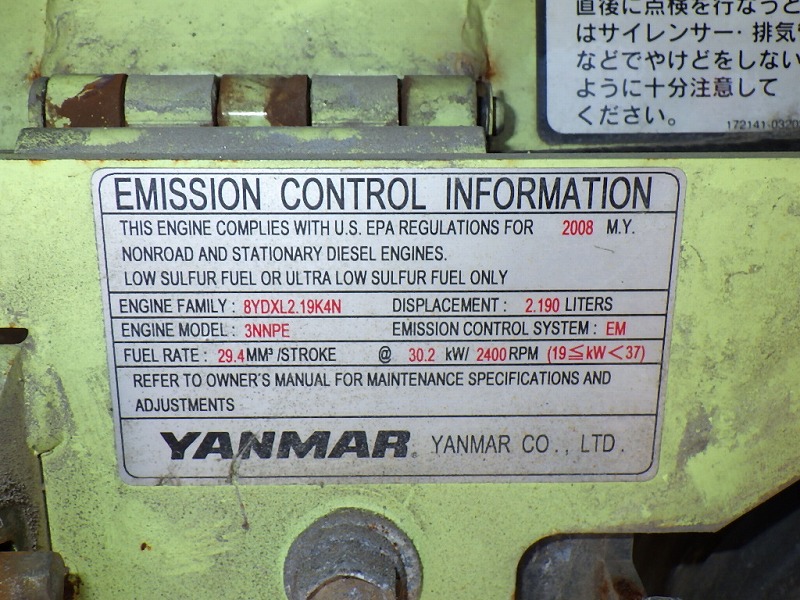 直後に点検を行なうと
はサイレンサー・排気管
などでやけどをしない
ように十分注意して
ください。
172141-0320
EMISSION CONTROL INFORMATION
THIS ENGINE COMPLIES WITH U.S. EPA REGULATIONS FOR 2008 M.Y.
NONROAD AND STATIONARY DIESEL ENGINES.
LOW SULFUR FUEL OR ULTRA LOW SULFUR FUEL ONLY
ENGINE FAMILY : 8YDXL2.19K4N DISPLACEMENT : 2.190 LITERS
ENGINE MODEL : 3NNPE EMISSION CONTROL SYSTEM : EM
FUEL RATE : 29.4 MM³ /STROKE @ 30.2 kW/ 2400 RPM (19≦kW<37)
REFER TO OWNER'S MANUAL FOR MAINTENANCE SPECIFICATIONS AND
ADJUSTMENTS
YANMAR® YANMAR CO., LTD.